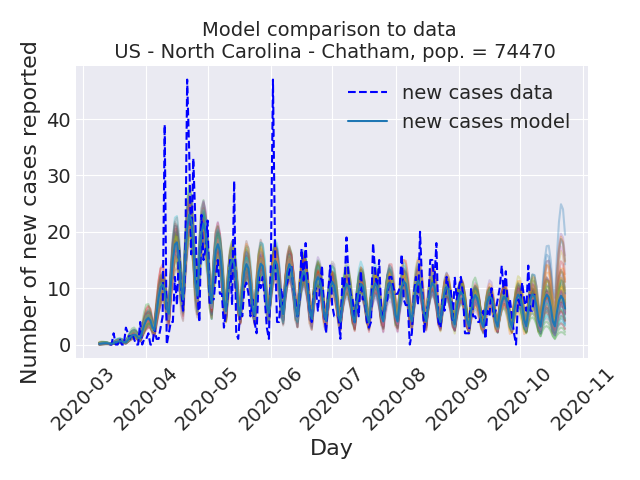 Model comparison to data
US - North Carolina - Chatham, pop. = 74470
Number of new cases reported
40
30
20
10
0
new cases data
new cases model
2020-03
2020-04
2020-05
2020-06
2020-07
2020-08
2020-09
2020-10
2020-11
Day